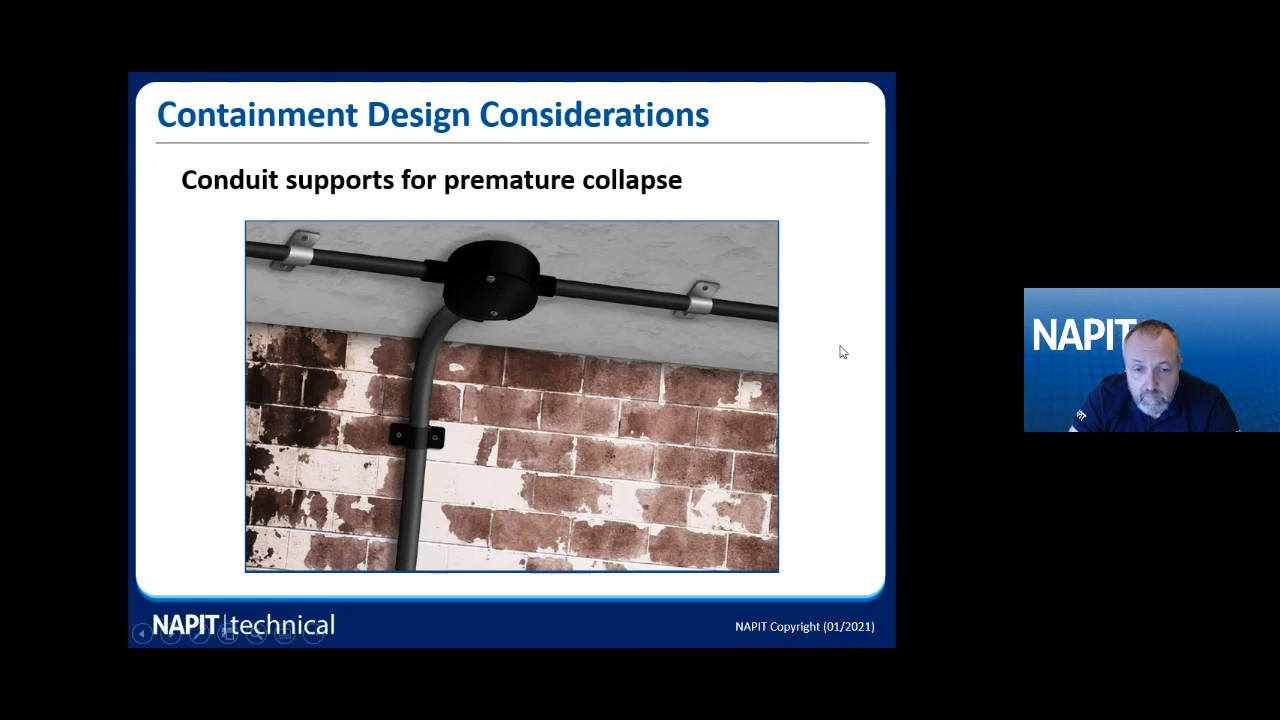 Containment Design Considerations
Conduit supports for premature collapse
NAPIT
NAPIT|technical
NAPIT Copyright (01/2021)